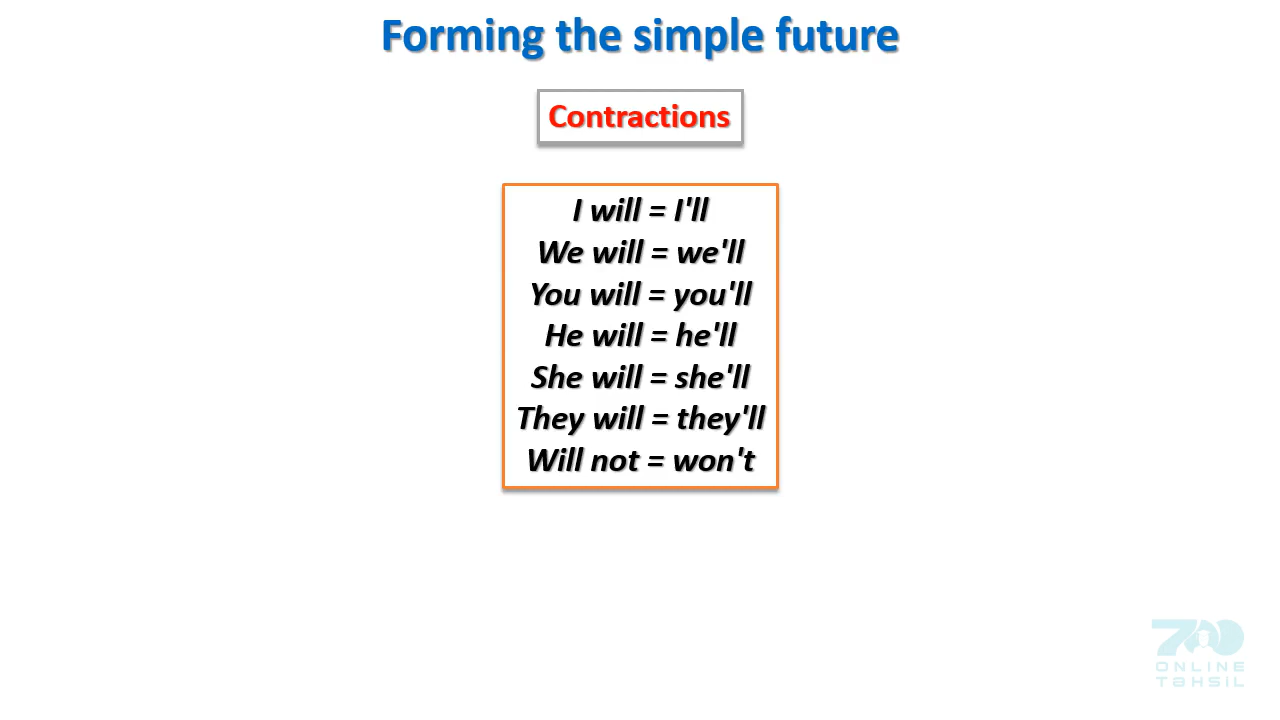 Forming the simple future
Contractions
I will = I'll
We will = we'll
You will = you'll
He will = he'll
She will = she'll
They will = they'll
Will not = won't
700
ONLINE
TaHSIL